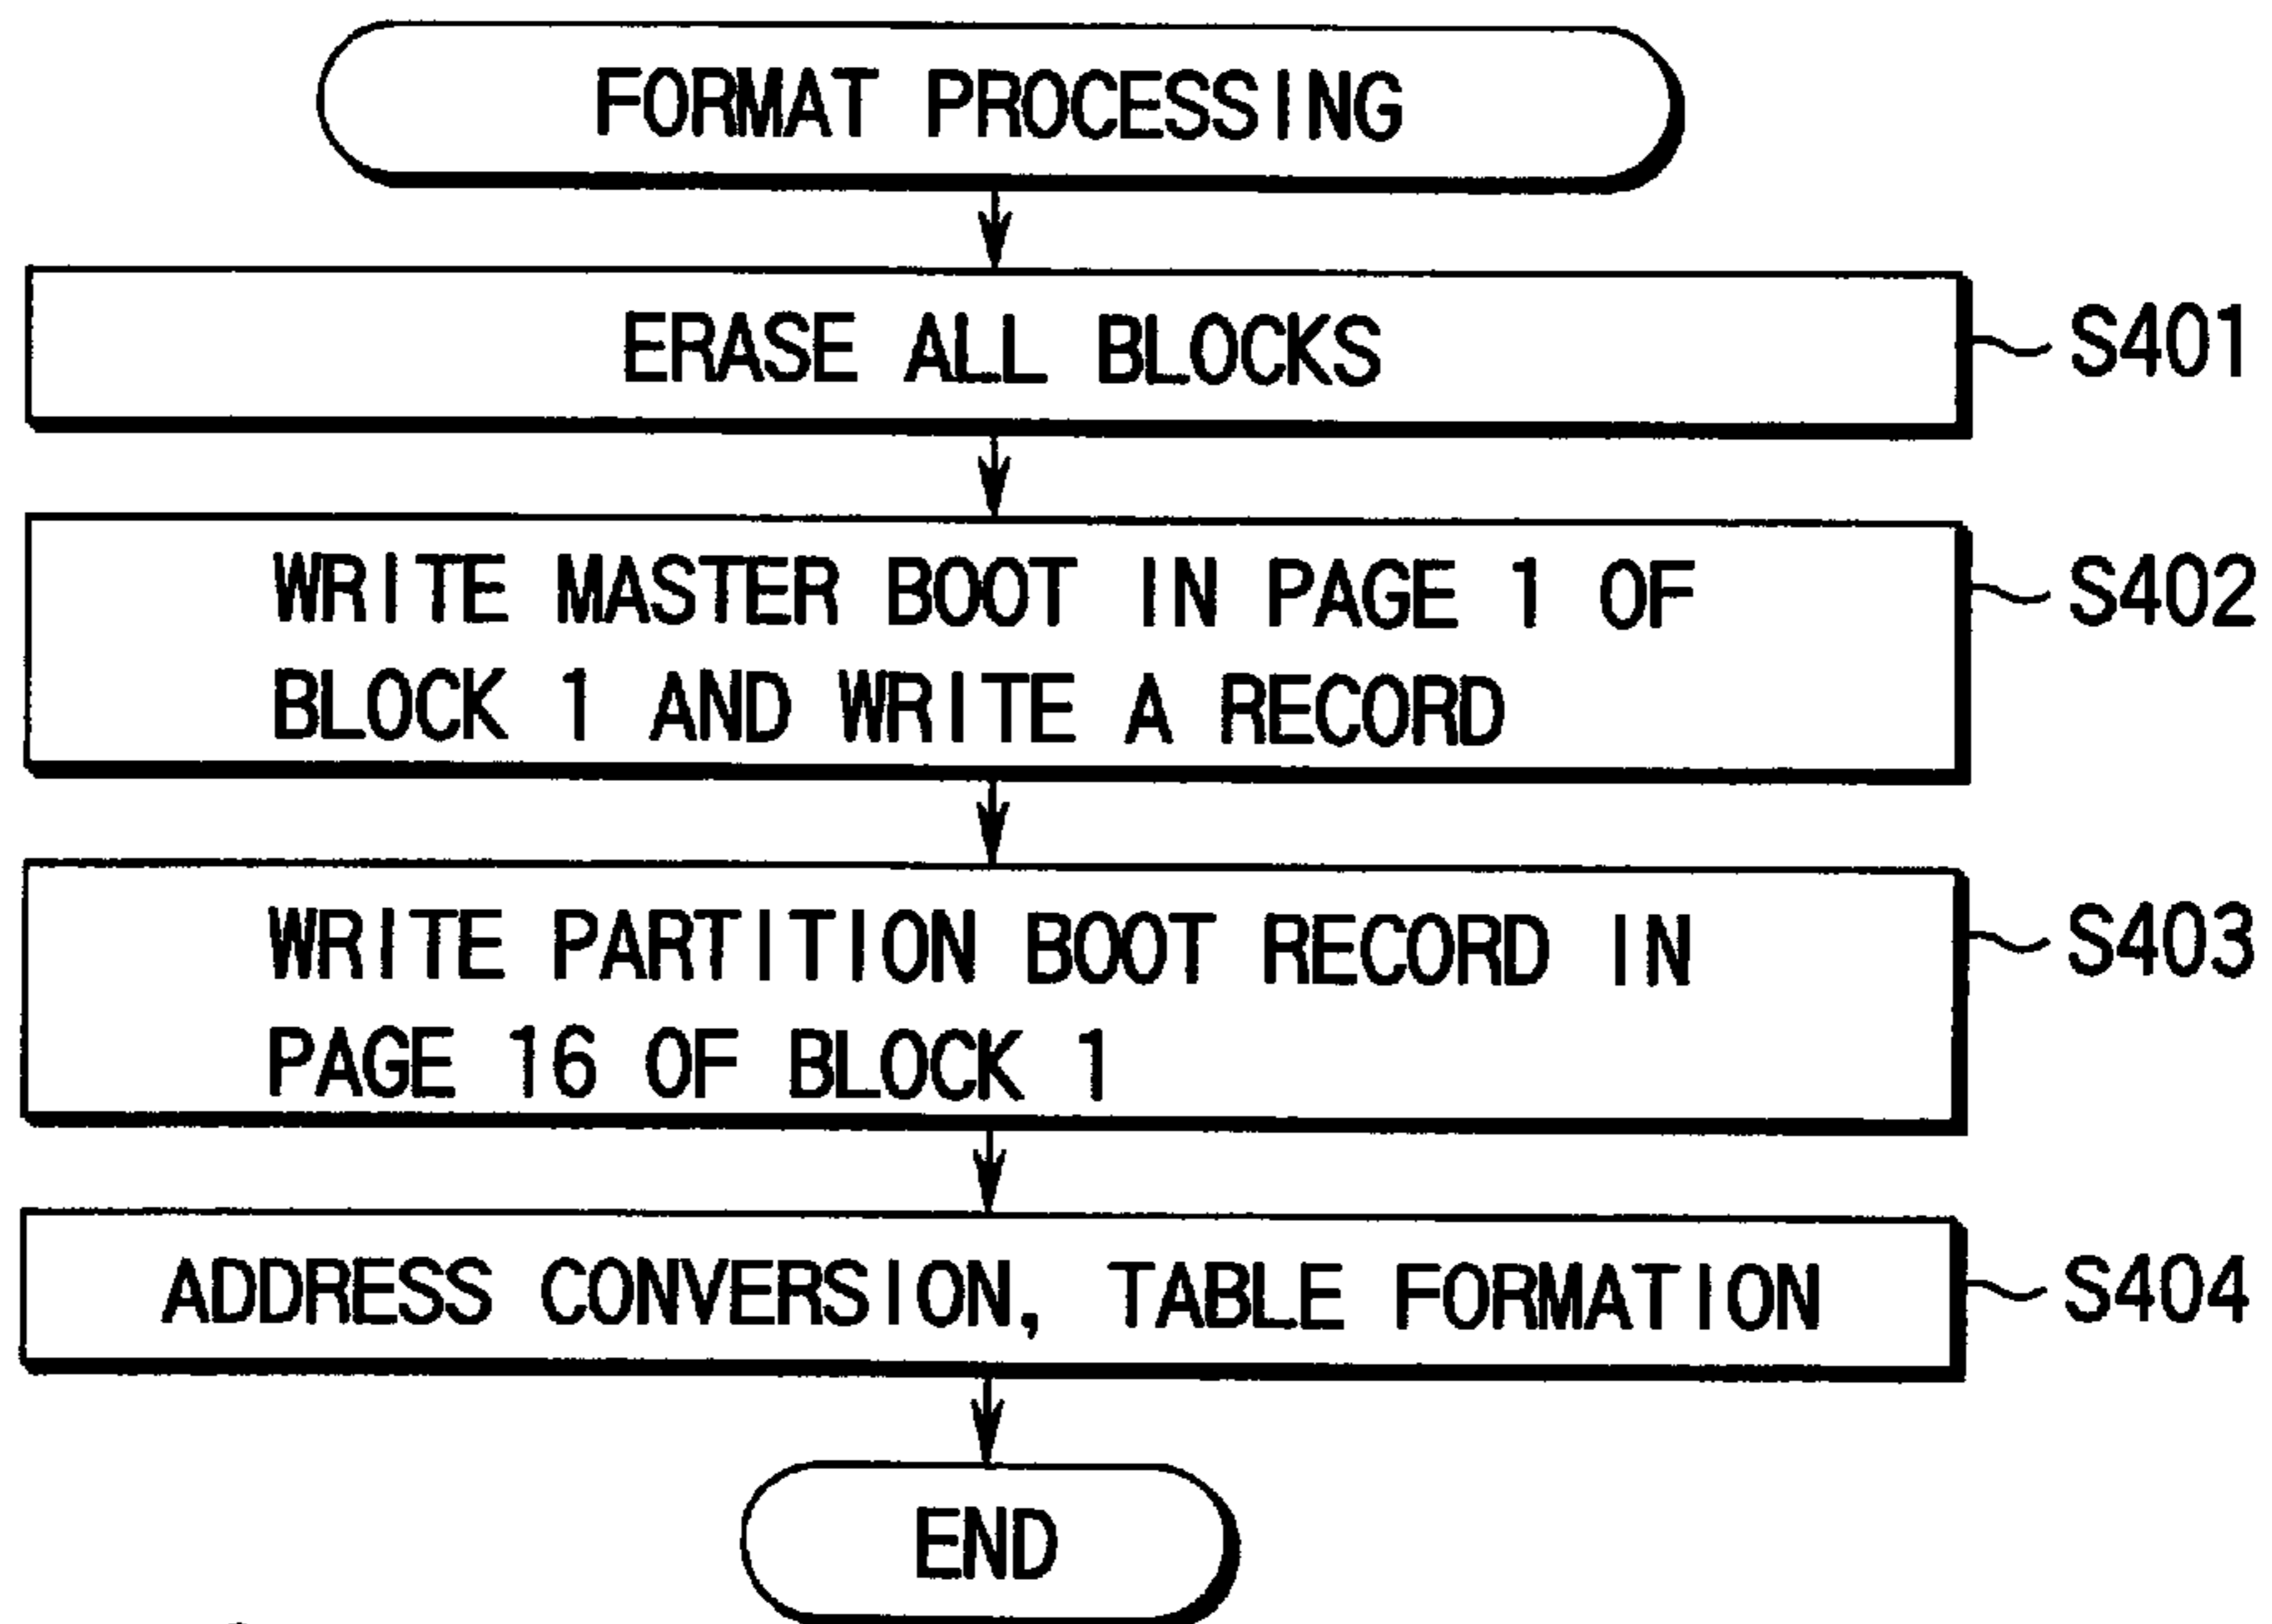 FORMAT PROCESSING
ERASE ALL BLOCKS
S401
WRITE MASTER BOOT IN PAGE 1 OF
BLOCK 1 AND WRITE A RECORD
S402
WRITE PARTITION BOOT RECORD IN
PAGE 16 OF BLOCK 1
S403
ADDRESS CONVERSION, TABLE FORMATION
S404
END